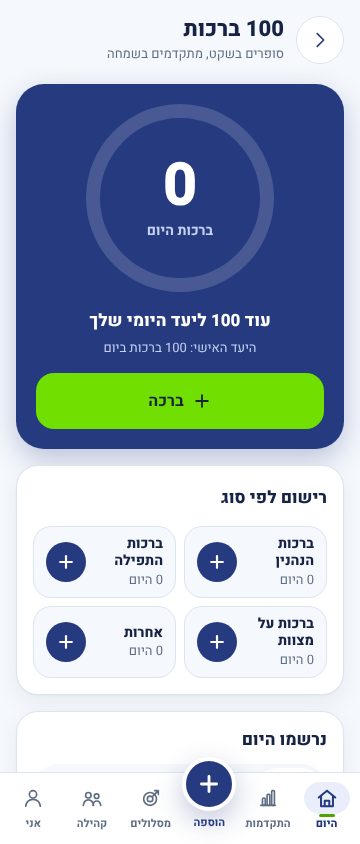 100 ברכות
סופרים בשקט, מתקדמים בשמחה
0
ברכות היום
עוד 100 ליעד היומי שלך
היעד האישי: 100 ברכות ביום
+ ברכה
רישום לפי סוג
ברכות
הנהנין
0 היום
ברכות
התפילה
0 היום
ברכות על
מצוות
0 היום
אחרות
0 היום
נרשמו היום
היום
התקדמות
הוספה
מסלולים
קהילה
אני